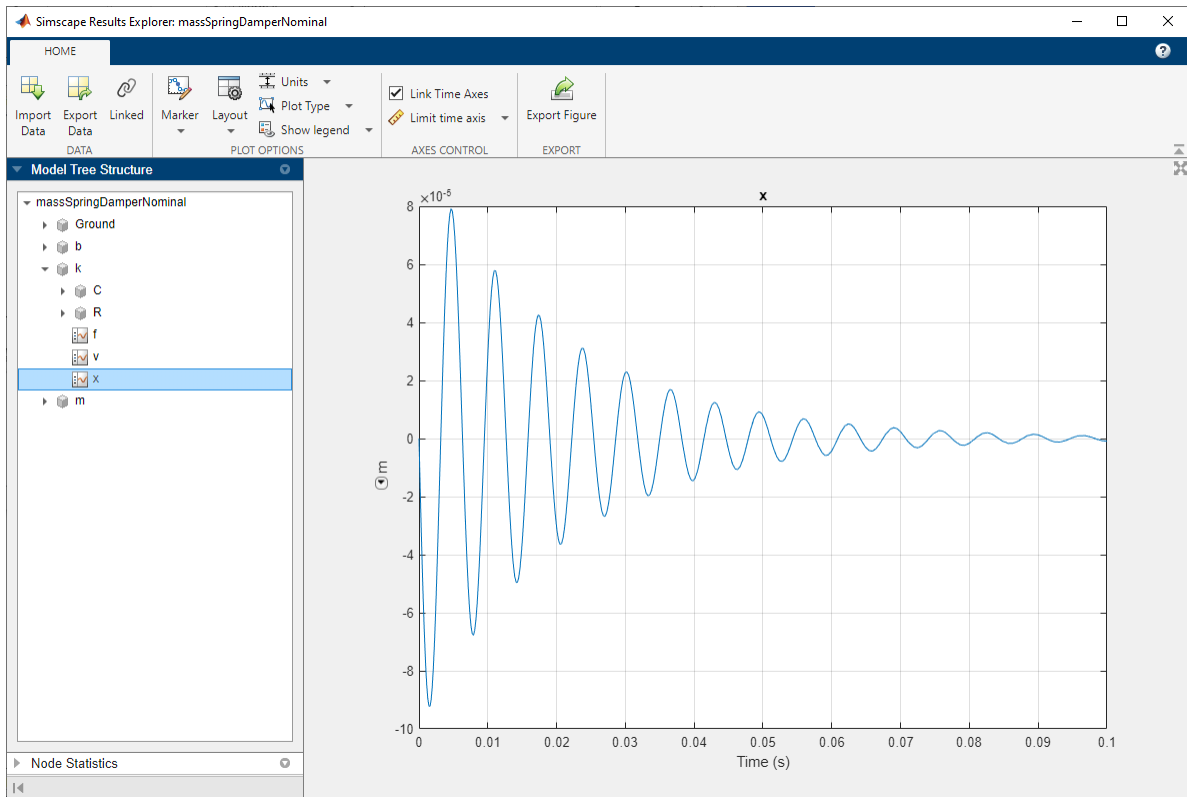 Simscape Results Explorer: massSpringDamperNominal
HOME
Import Data
Export Data
Linked
DATA
Marker
Layout
Units
Plot Type
Show legend
PLOT OPTIONS
Link Time Axes
Limit time axis
AXES CONTROL
Export Figure
EXPORT
Model Tree Structure
massSpringDamperNominal
Ground
b
k
C
R
f
v
x
m
Node Statistics
x
×10⁻⁵
8
6
4
2
0
-2
-4
-6
-8
-10
m
0 0.01 0.02 0.03 0.04 0.05 0.06 0.07 0.08 0.09 0.1
Time (s)